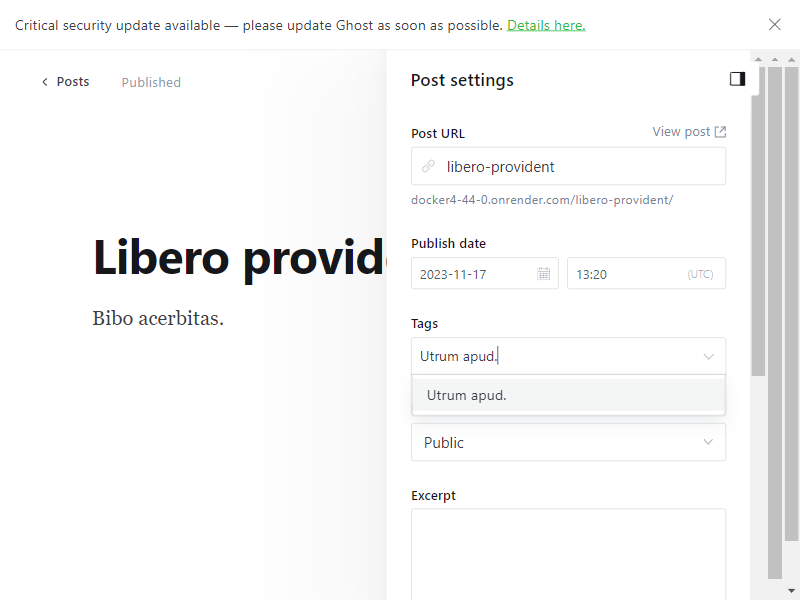 Critical security update available — please update Ghost as soon as possible. Details here.
Posts
Published
Post settings
Post URL
View post
libero-provident
docker4-44-0.onrender.com/libero-provident/
Publish date
2023-11-17
13:20
(UTC)
Libero provid
Bibo acerbitas.
Tags
Utrum apud.
Utrum apud.
Public
Excerpt